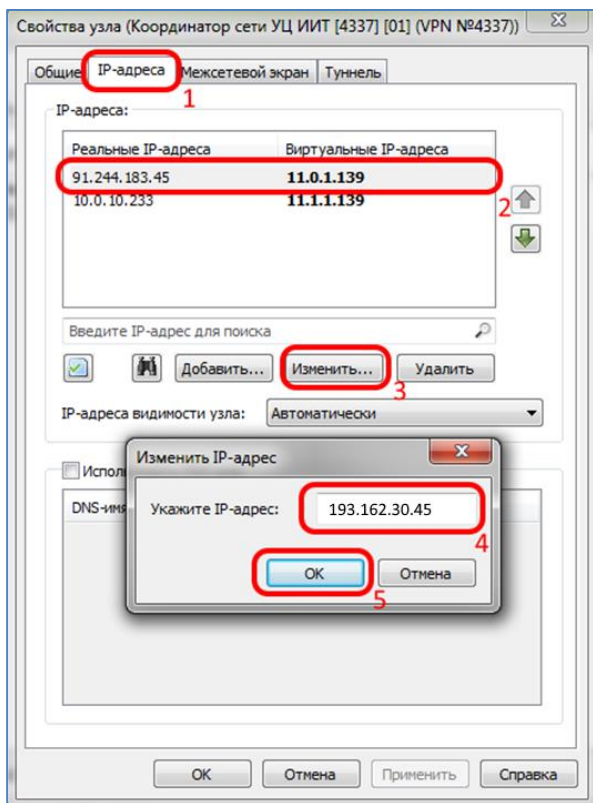 Свойства узла (Координатор сети УЦ ИИТ [4337] [01] (VPN №4337))
Общие IP-адреса Межсетевой экран Туннель
1
IP-адреса:
Реальные IP-адреса Виртуальные IP-адреса
91.244.183.45 11.0.1.139
10.0.10.233 11.1.1.139
2
Введите IP-адрес для поиска
Добавить... Изменить... Удалить
3
IP-адреса видимости узла: Автоматически
Изменить IP-адрес
Укажите IP-адрес: 193.162.30.45
4
OK Отмена
5
OK Отмена Применить Справка